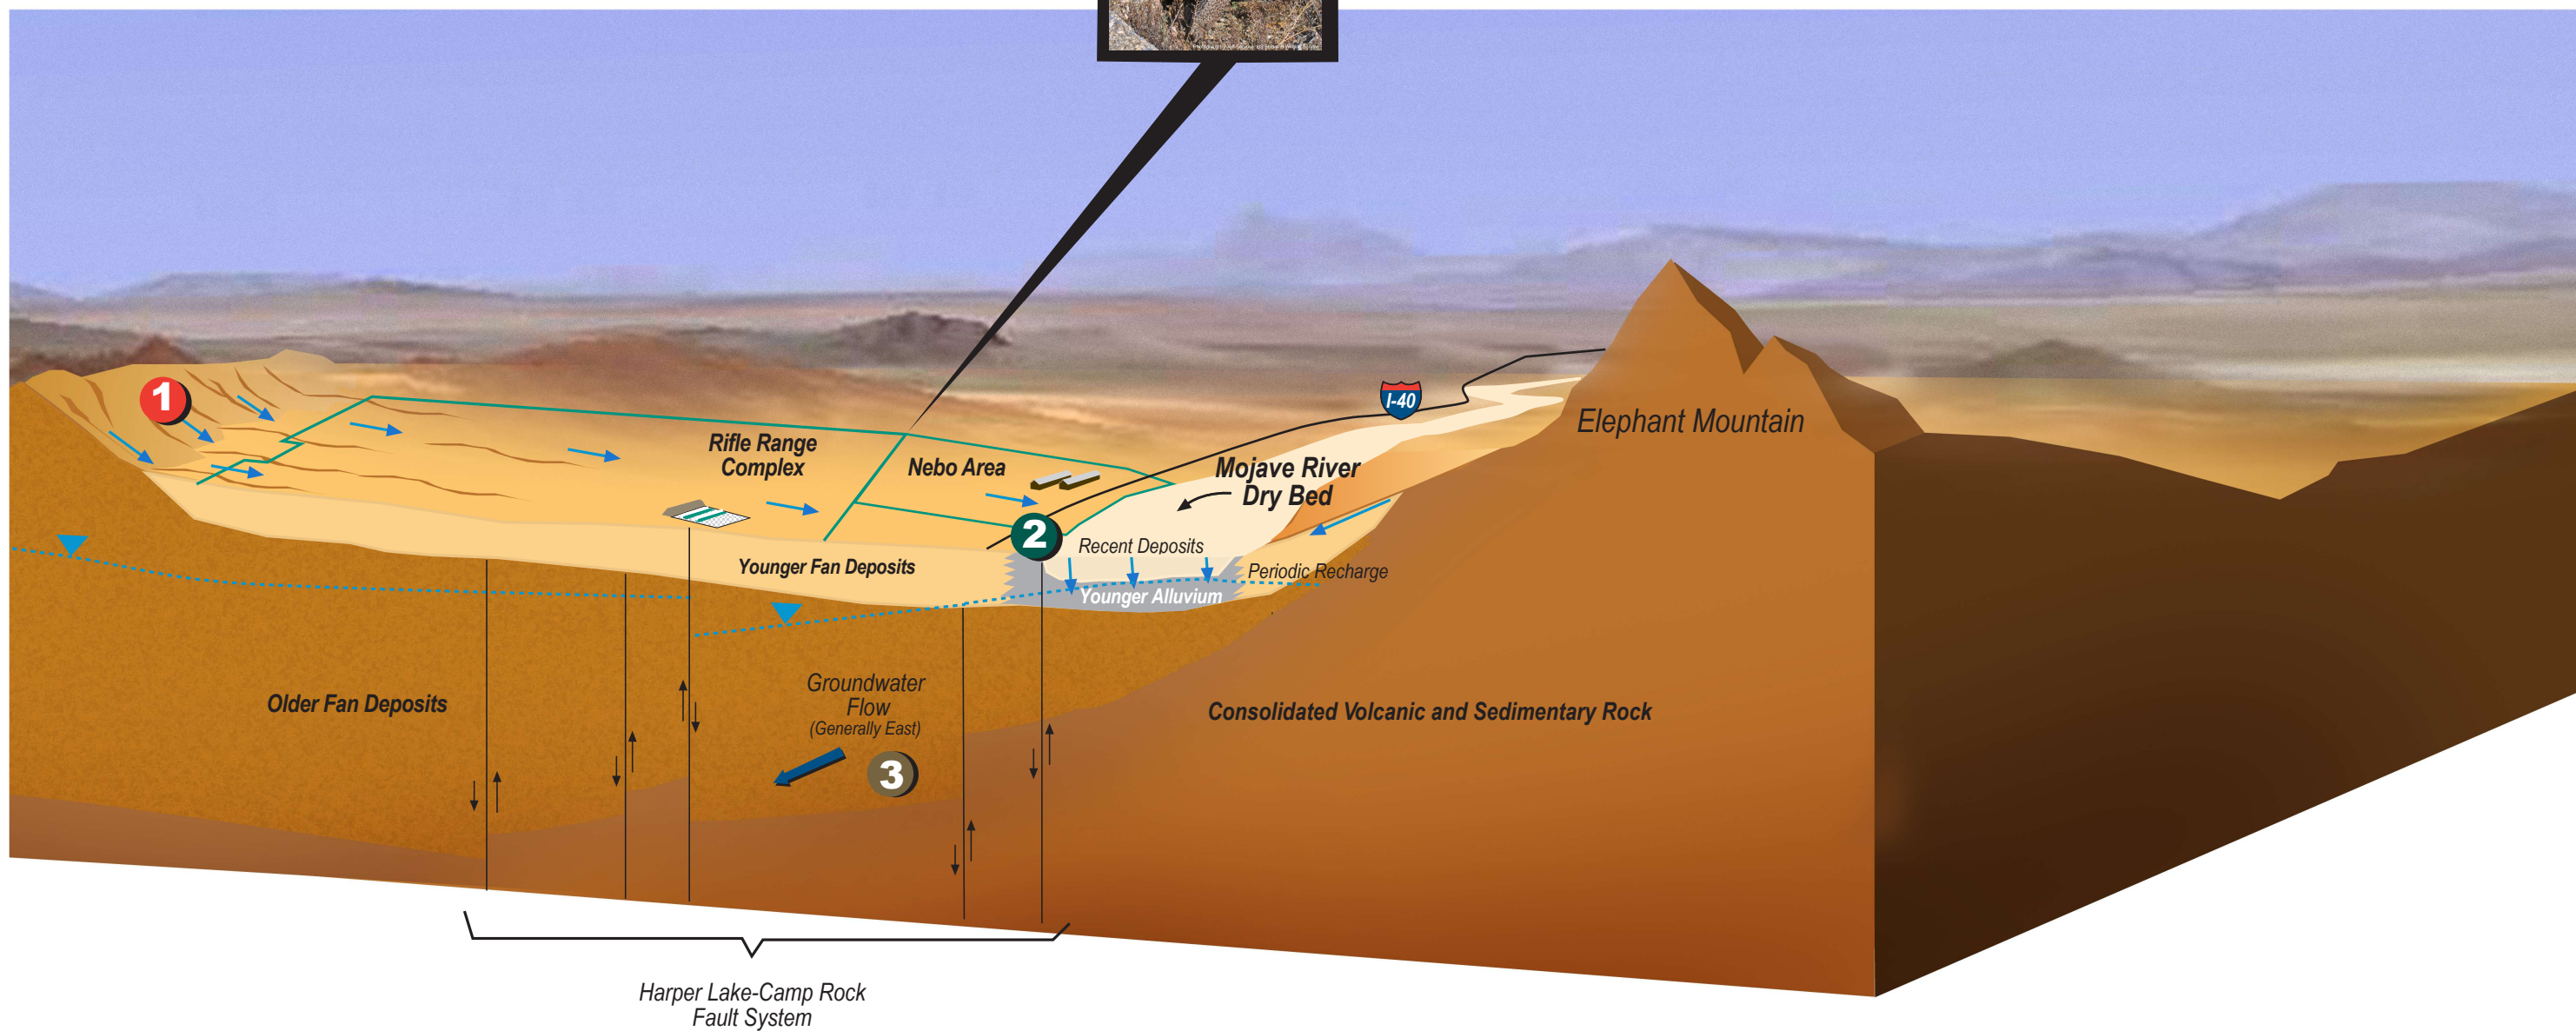 1
I-40
Elephant Mountain
Rifle Range
Complex
Nebo Area
Mojave River
Dry Bed
2
Recent Deposits
Younger Fan Deposits
Periodic Recharge
Younger Alluvium
Groundwater
Flow
(Generally East)
Older Fan Deposits
Consolidated Volcanic and Sedimentary Rock
3
Harper Lake-Camp Rock
Fault System